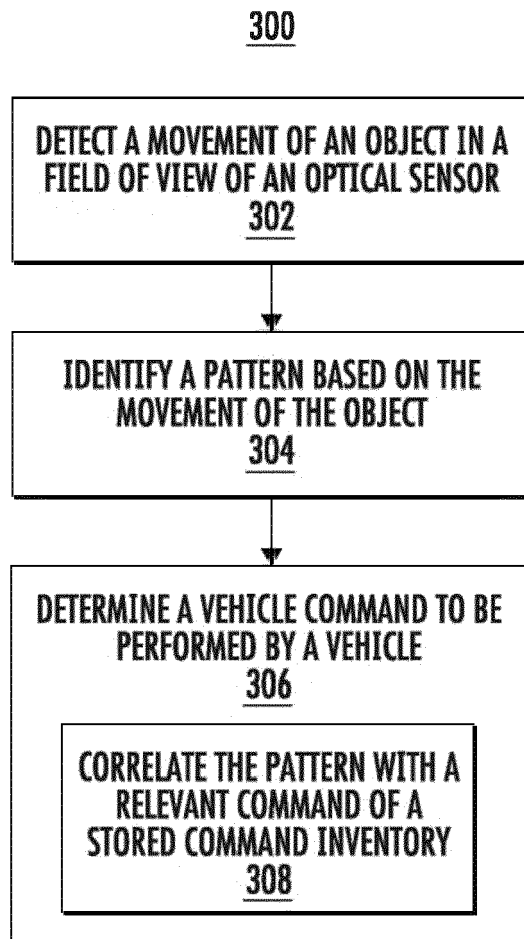 300
DETECT A MOVEMENT OF AN OBJECT IN A
FIELD OF VIEW OF AN OPTICAL SENSOR
302
IDENTIFY A PATTERN BASED ON THE
MOVEMENT OF THE OBJECT
304
DETERMINE A VEHICLE COMMAND TO BE
PERFORMED BY A VEHICLE
306
CORRELATE THE PATTERN WITH A
RELEVANT COMMAND OF A
STORED COMMAND INVENTORY
308